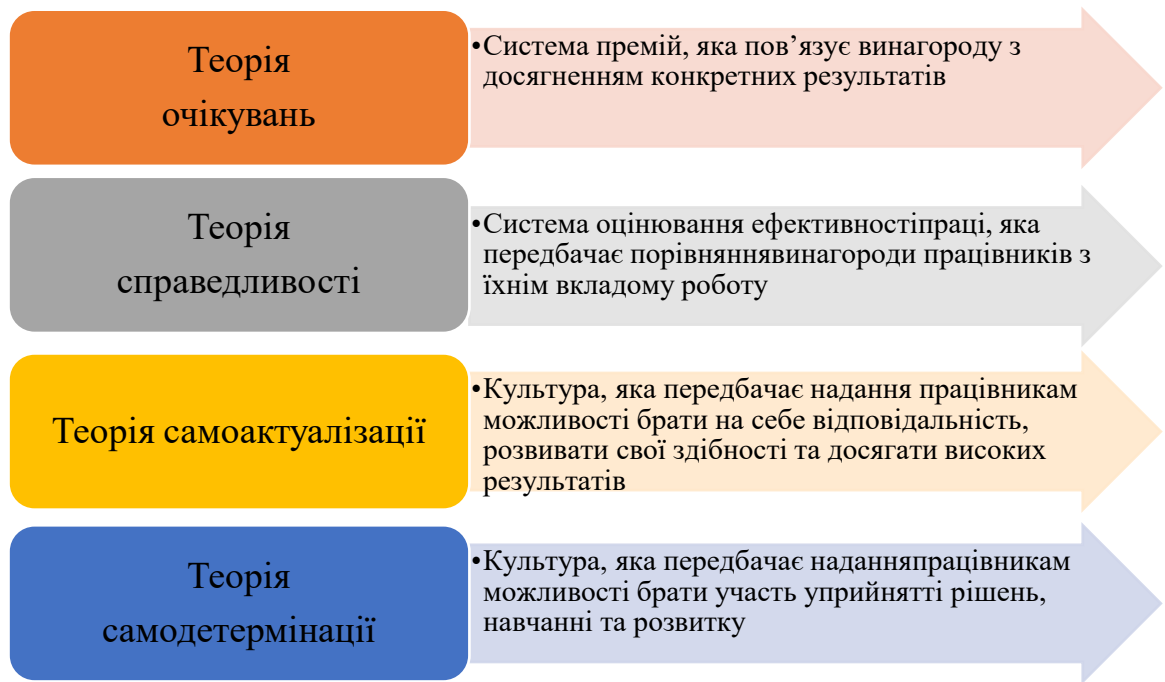 Теорія
очікувань
•Система премій, яка пов’язує винагороду з
досягненням конкретних результатів
Теорія
справедливості
•Система оцінювання ефективностіпраці, яка
передбачає порівняннявинагороди працівників з
їхнім вкладому роботу
Теорія самоактуалізації
•Культура, яка передбачає надання працівникам
можливості брати на себе відповідальність,
розвивати свої здібності та досягати високих
результатів
Теорія
самодетермінації
•Культура, яка передбачає наданняпрацівникам
можливості брати участь уприйнятті рішень,
навчанні та розвитку